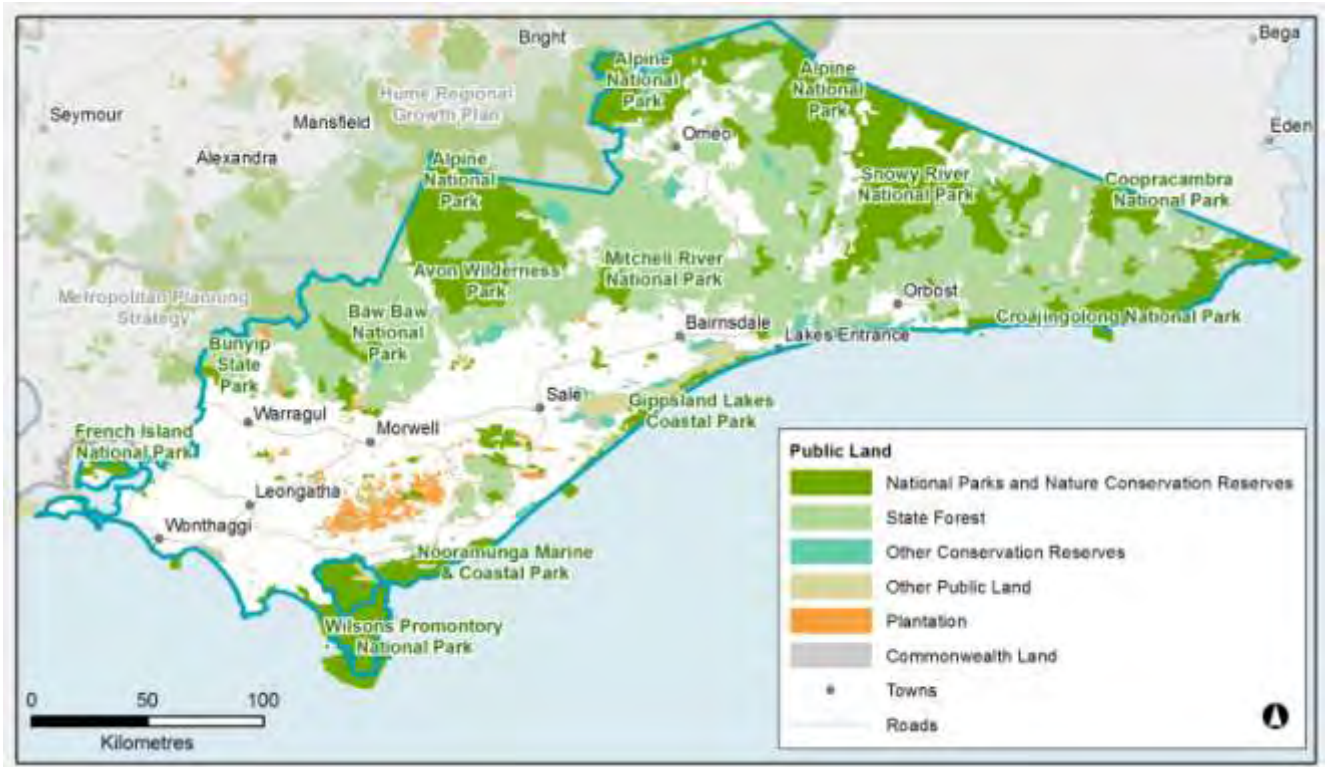 Bright
Bega
Alpine
National
Park
Alpine
National
Park
Hume Regional
Growth Plan
Seymour
Mansfield
Omeo
Eden
Alexandra
Alpine
National
Park
Snowy River
National Park
Coopracambra
National Park
Mitchell River
National Park
Avon Wilderness
Park
Metropolitan Planning
Strategy
Baw Baw
National
Park
Orbost
Croajingolong National Park
Bairnsdale
Lakes Entrance
Bunyip
State
Park
Sale
Gippsland Lakes
Coastal Park
Warragul
French Island
National Park
Morwell
Leongatha
Wonthaggi
Nooramunga Marine
& Coastal Park
Wilsons Promontory
National Park
Public Land
National Parks and Nature Conservation Reserves
State Forest
Other Conservation Reserves
Other Public Land
Plantation
Commonwealth Land
Towns
Roads
0 50 100
Kilometres